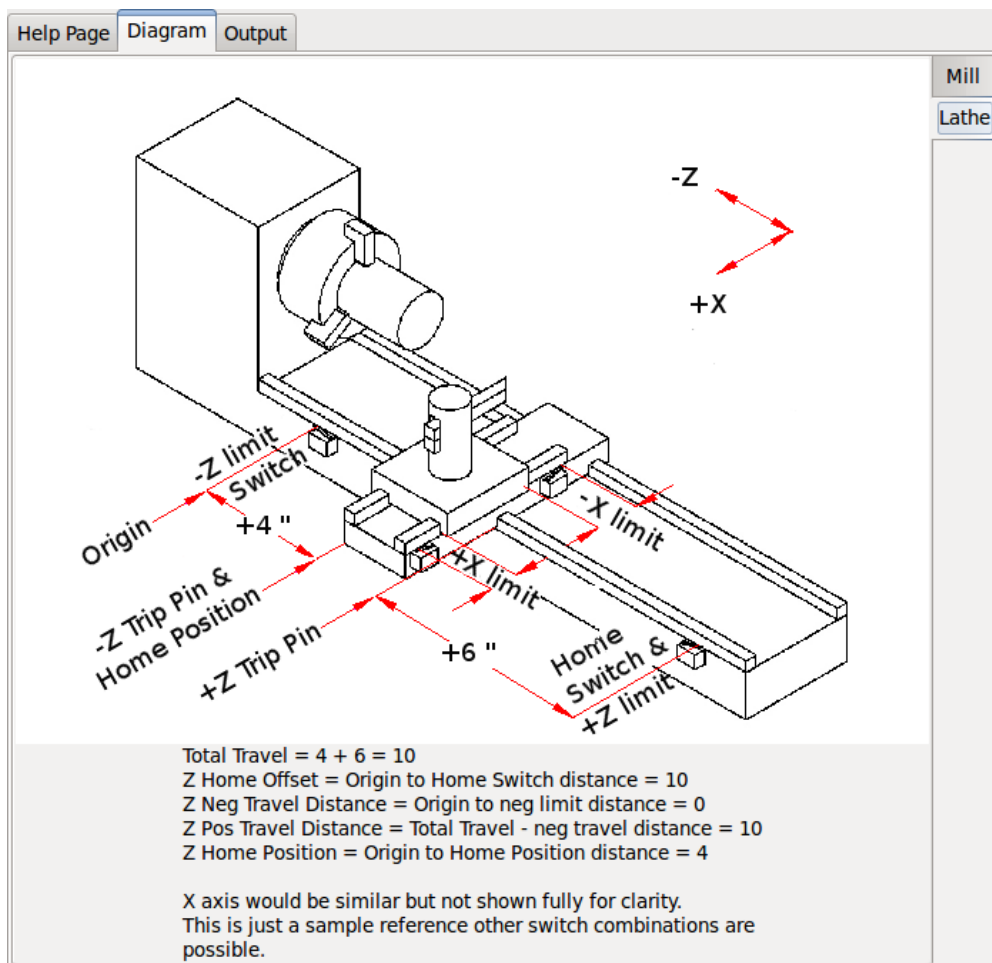 Help Page
Diagram
Output
Mill
Lathe
-Z
+X
-Z limit
Switch
Origin
+4 "
-Z Trip Pin &
Home Position
+Z Trip Pin
+X limit
-X limit
+6 "
Home
Switch &
+Z limit
Total Travel = 4 + 6 = 10
Z Home Offset = Origin to Home Switch distance = 10
Z Neg Travel Distance = Origin to neg limit distance = 0
Z Pos Travel Distance = Total Travel - neg travel distance = 10
Z Home Position = Origin to Home Position distance = 4
X axis would be similar but not shown fully for clarity.
This is just a sample reference other switch combinations are
possible.